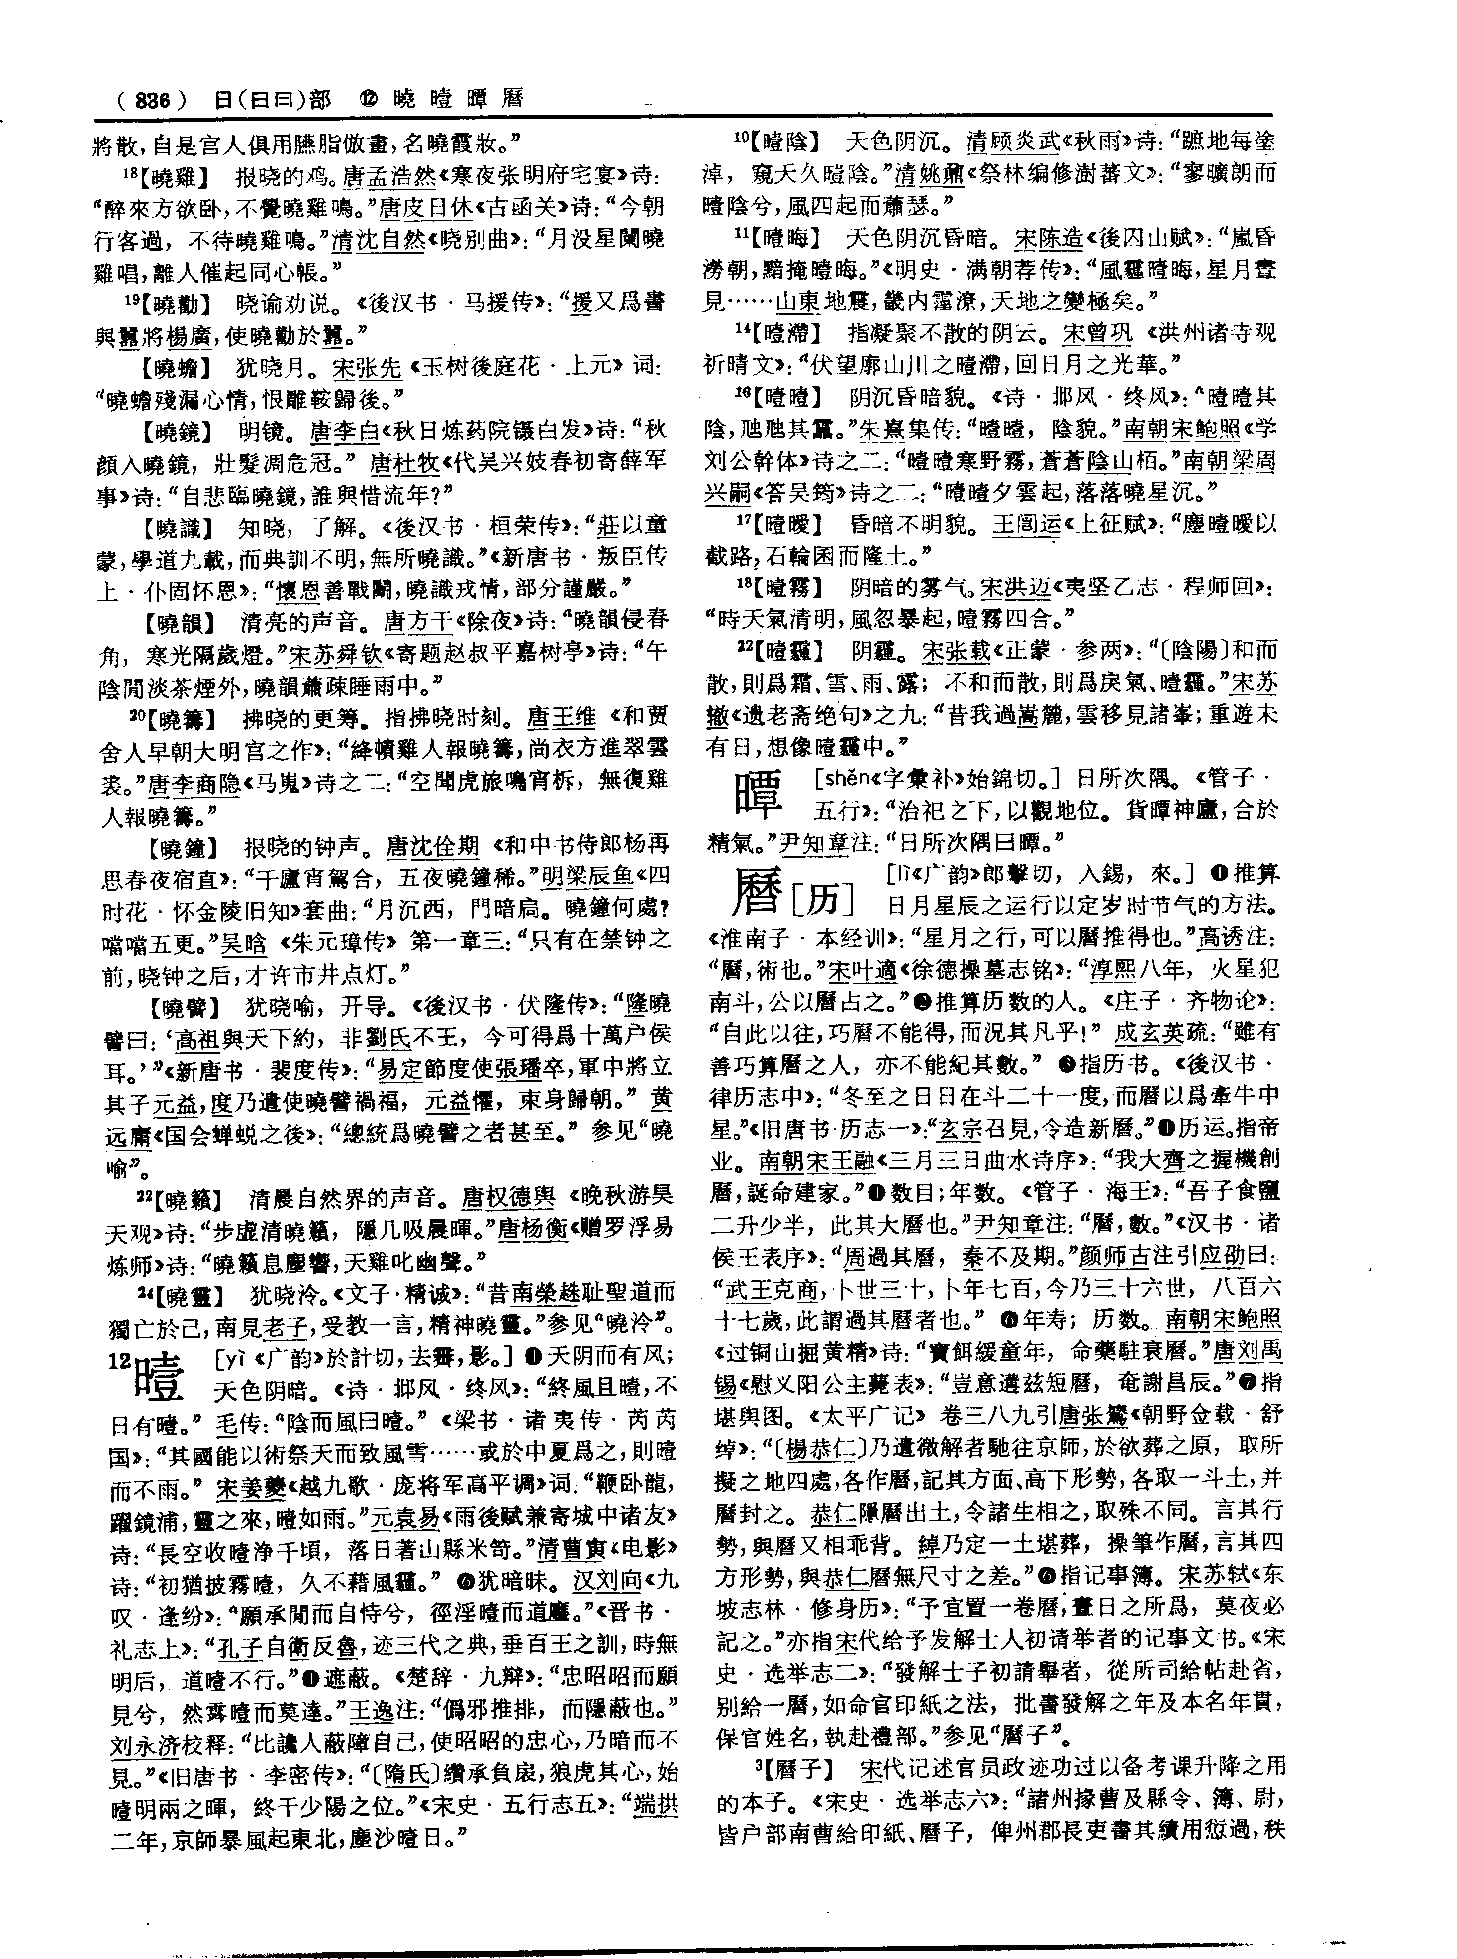 (836) 日(日曰)部 ⑫ 曉曀曋曆
將散，自是宫人俱用臙脂倣畫，名曉霞妝。”
18【曉雞】 报晓的鸡。唐孟浩然《寒夜张明府宅宴》诗：
“醉來方欲卧，不覺曉雞鳴。”唐皮日休《古函关》诗：“今朝
行客過，不待曉雞鳴。”清沈自然《晓别曲》：“月没星闌曉
雞唱，離人催起同心帳。”
19【曉勸】 晓谕劝说。《後汉书·马援传》：“援又爲書
與囂將楊廣，使曉勸於囂。”
【曉蟾】 犹晓月。宋张先《玉树後庭花·上元》词：
“曉蟾殘漏心情，恨雕鞍歸後。”
【曉鏡】 明镜。唐李白《秋日炼药院镊白发》诗：“秋
顔入曉鏡，壯髮凋危冠。”唐杜牧《代吴兴妓春初寄薛军
事》诗：“自悲臨曉鏡，誰與惜流年？”
【曉識】 知晓，了解。《後汉书·桓荣传》：“莊以童
蒙，學道九載，而典訓不明，無所曉識。”《新唐书·叛臣传
上·仆固怀恩》：“懷恩善戰鬭，曉識戎情，部分謹嚴。”
【曉韻】 清亮的声音。唐方干《除夜》诗：“曉韻侵春
角，寒光隔歲燈。”宋苏舜钦《寄题赵叔平嘉树亭》诗：“午
陰閒淡茶煙外，曉韻蕭疎睡雨中。”
20【曉籌】 拂晓的更筹。指拂晓时刻。唐王维《和贾
舍人早朝大明宫之作》：“絳幘雞人報曉籌，尚衣方進翠雲
裘。”唐李商隐《马嵬》诗之二：“空聞虎旅鳴宵柝，無復雞
人報曉籌。”
【曉鐘】 报晓的钟声。唐沈佺期《和中书侍郎杨再
思春夜宿直》：“千廬宵駕合，五夜曉鐘稀。”明梁辰鱼《四
时花·怀金陵旧知》套曲：“月沉西，門暗扃。曉鐘何處？
噹噹五更。”吴晗《朱元璋传》第一章三：“只有在禁钟之
前，晓钟之后，才许市井点灯。”
【曉譬】 犹晓喻，开导。《後汉书·伏隆传》：“隆曉
譬曰：‘高祖與天下約，非劉氏不王，今可得爲十萬户侯
耳。’”《新唐书·裴度传》：“易定節度使張璠卒，軍中將立
其子元益，度乃遣使曉譬禍福，元益懼，束身歸朝。”黄
远庸《国会蝉蜕之後》：“總統爲曉譬之者甚至。”参见“曉
喻”。
22【曉籟】 清晨自然界的声音。唐权德舆《晚秋游昊
天观》诗：“步虚清曉籟，隱几吸晨暉。”唐杨衡《赠罗浮易
炼师》诗：“曉籟息塵響，天雞叱幽聲。”
24【曉靈】 犹晓泠。《文子·精诚》：“昔南榮趎耻聖道而
獨亡於己，南見老子，受教一言，精神曉靈。”参见“曉泠”。
12曀 [yì《广韵》於計切，去霽，影。]❶天阴而有风；
天色阴暗。《诗·邶风·终风》：“終風且曀，不
日有曀。”毛传：“陰而風曰曀。”《梁书·诸夷传·芮芮
国》：“其國能以術祭天而致風雪……或於中夏爲之，則曀
而不雨。”宋姜夔《越九歌·庞将军高平调》词：“鞭卧龍，
躍鏡浦，靈之來，曀如雨。”元袁易《雨後赋兼寄城中诸友》
诗：“長空收曀浄千頃，落日著山縣米笴。”清曹寅《电影》
诗：“初猶披霧曀，久不藉風霾。”❷犹暗昧。汉刘向《九
叹·逢纷》：“願承閒而自恃兮，徑淫曀而道廱。”《晋书·
礼志上》：“孔子自衛反魯，迹三代之典，垂百王之訓，時無
明后，道曀不行。”❸遮蔽。《楚辞·九辩》：“忠昭昭而願
見兮，然霠曀而莫達。”王逸注：“僞邪推排，而隱蔽也。”
刘永济校释：“比讒人蔽障自己，使昭昭的忠心，乃暗而不
見。”《旧唐书·李密传》：“〔隋氏〕纘承負扆，狼虎其心，始
曀明兩之暉，終干少陽之位。”《宋史·五行志五》：“端拱
二年，京師暴風起東北，塵沙曀日。”
10【曀陰】 天色阴沉。清顾炎武《秋雨》诗：“蹠地每塗
淖，窺天久曀陰。”清姚鼐《祭林编修澍蕃文》：“寥曠朗而
曀陰兮，風四起而蕭瑟。”
11【曀晦】 天色阴沉昏暗。宋陈造《後囚山赋》：“嵐昏
澇朝，黯掩曀晦。”《明史·满朝荐传》：“風霾曀晦，星月晝
見……山東地震，畿内霪潦，天地之變極矣。”
14【曀滯】 指凝聚不散的阴云。宋曾巩《洪州诸寺观
祈晴文》：“伏望廓山川之曀滯，回日月之光華。”
16【曀曀】 阴沉昏暗貌。《诗·邶风·终风》：“曀曀其
陰，虺虺其靁。”朱熹集传：“曀曀，陰貌。”南朝宋鲍照《学
刘公幹体》诗之二：“曀曀寒野霧，蒼蒼陰山栢。”南朝梁周
兴嗣《答吴筠》诗之二：“曀曀夕雲起，落落曉星沉。”
17【曀曖】 昏暗不明貌。王闿运《上征赋》：“塵曀曖以
截路，石輪囷而隆土。”
18【曀霧】 阴暗的雾气。宋洪迈《夷坚乙志·程师回》：
“時天氣清明，風忽暴起，曀霧四合。”
22【曀霾】 阴霾。宋张载《正蒙·参两》：“〔陰陽〕和而
散，則爲霜、雪、雨、露；不和而散，則爲戾氣、曀霾。”宋苏
辙《遗老斋绝句》之九：“昔我過嵩麓，雲移見諸峯；重遊未
有日，想像曀霾中。”
曋 [shěn《字彙补》始錦切。]日所次隅。《管子·
五行》：“治祀之下，以觀地位。貨曋神廬，合於
精氣。”尹知章注：“日所次隅曰曋。”
曆[历] [lì《广韵》郎擊切，入錫，來。]❶推算
日月星辰之运行以定岁时节气的方法。
《淮南子·本经训》：“星月之行，可以曆推得也。”高诱注：
“曆，術也。”宋叶適《徐德操墓志铭》：“淳熙八年，火星犯
南斗，公以曆占之。”❷推算历数的人。《庄子·齐物论》：
“自此以往，巧曆不能得，而況其凡乎！”成玄英疏：“雖有
善巧算曆之人，亦不能紀其數。”❸指历书。《後汉书·
律历志中》：“冬至之日日在斗二十一度，而曆以爲牽牛中
星。”《旧唐书·历志一》：“玄宗召見，令造新曆。”❹历运。指帝
业。南朝宋王融《三月三日曲水诗序》：“我大齊之握機創
曆，誕命建家。”❺数目；年数。《管子·海王》：“吾子食鹽
二升少半，此其大曆也。”尹知章注：“曆，數。”《汉书·诸
侯王表序》：“周過其曆，秦不及期。”颜师古注引应劭曰：
“武王克商，卜世三十，卜年七百，今乃三十六世，八百六
十七歲，此謂過其曆者也。”❻年寿；历数。南朝宋鲍照
《过铜山掘黄精》诗：“寶餌緩童年，命藥駐衰曆。”唐刘禹
锡《慰义阳公主薨表》：“豈意遘兹短曆，奄謝昌辰。”❼指
堪舆图。《太平广记》卷三八九引唐张鷟《朝野金载·舒
绰》：“〔楊恭仁〕乃遣微解者馳往京師，於欲葬之原，取所
擬之地四處，各作曆，記其方面、高下形勢，各取一斗土，并
曆封之。恭仁隱曆出土，令諸生相之，取殊不同。言其行
勢，與曆又相乖背。綽乃定一土堪葬，操筆作曆，言其四
方形勢，與恭仁曆無尺寸之差。”❽指记事簿。宋苏轼《东
坡志林·修身历》：“予宜置一卷曆，晝日之所爲，莫夜必
記之。”亦指宋代给予发解士人初请举者的记事文书。《宋
史·选举志二》：“發解士子初請舉者，從所司給帖赴省，
别給一曆，如命官印紙之法，批書發解之年及本名年貫，
保官姓名，執赴禮部。”参见“曆子”。
3【曆子】 宋代记述官员政迹功过以备考课升降之用
的本子。《宋史·选举志六》：“諸州掾曹及縣令、簿、尉，
皆户部南曹給印紙、曆子，俾州郡長吏書其績用愆過，秩